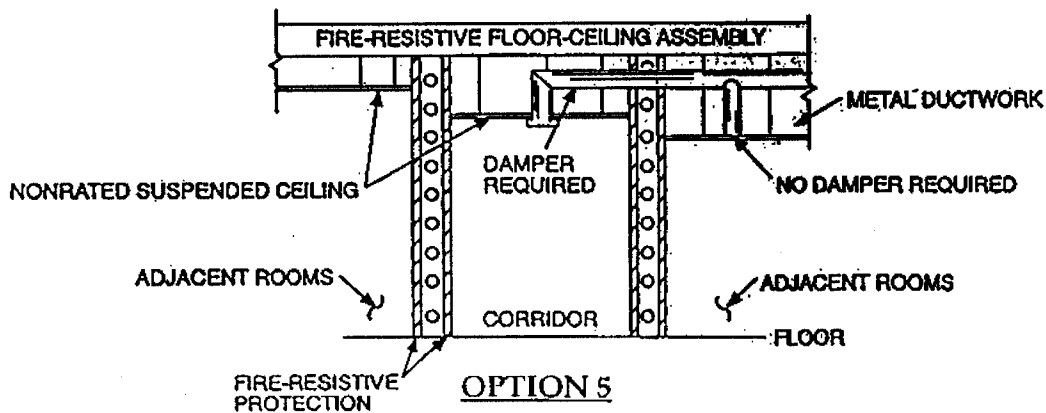 FIRE-RESISTIVE FLOOR-CEILING ASSEMBLY
METAL DUCTWORK
DAMPER
REQUIRED
NONRATED SUSPENDED CEILING
NO DAMPER REQUIRED
ADJACENT ROOMS
ADJACENT ROOMS
CORRIDOR
FLOOR
FIRE-RESISTIVE
PROTECTION
OPTION 5